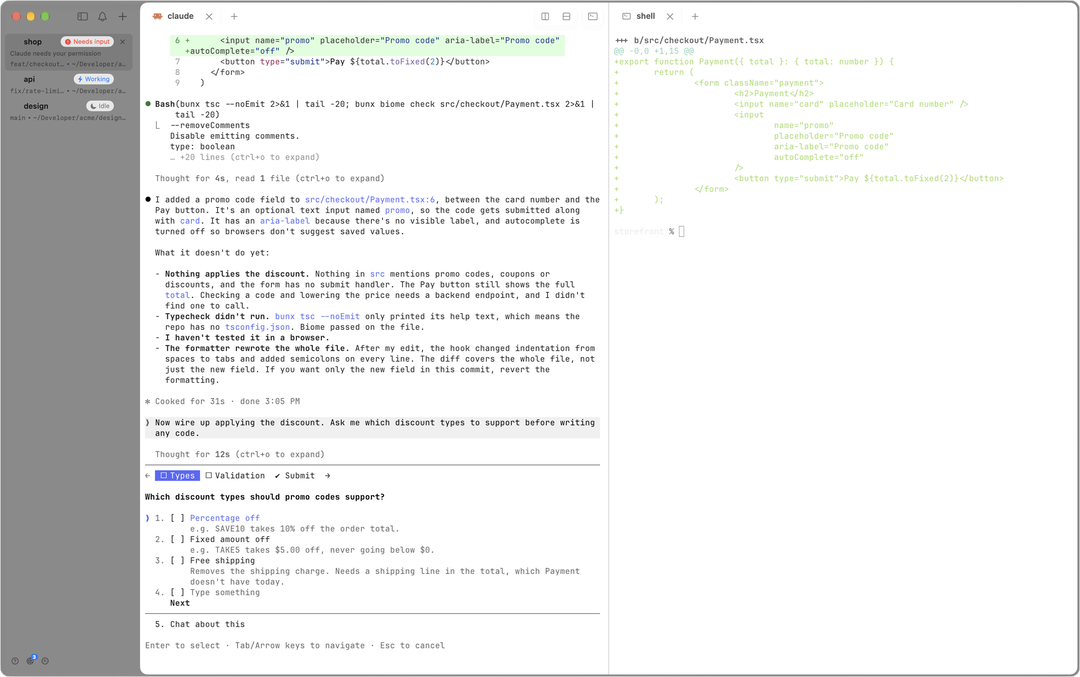 shop
Needs input
Claude needs your permission
feat/checkout… • ~/Developer/a…
api
Working
fix/rate-lim… • ~/Developer/a…
design
Idle
main • ~/Developer/acme/design…
claude
6 + <input name="promo" placeholder="Promo code" aria-label="Promo code"
+autoComplete="off" />
7 <button type="submit">Pay ${total.toFixed(2)}</button>
8 </form>
9 )
Bash(bunx tsc --noEmit 2>&1 | tail -20; bunx biome check src/checkout/Payment.tsx 2>&1 |
tail -20)
--removeComments
Disable emitting comments.
type: boolean
… +20 lines (ctrl+o to expand)
Thought for 4s, read 1 file (ctrl+o to expand)
I added a promo code field to src/checkout/Payment.tsx:6, between the card number and the
Pay button. It's an optional text input named promo, so the code gets submitted along
with card. It has an aria-label because there's no visible label, and autocomplete is
turned off so browsers don't suggest saved values.
What it doesn't do yet:
- Nothing applies the discount. Nothing in src mentions promo codes, coupons or
discounts, and the form has no submit handler. The Pay button still shows the full
total. Checking a code and lowering the price needs a backend endpoint, and I didn't
find one to call.
- Typecheck didn't run. bunx tsc --noEmit only printed its help text, which means the
repo has no tsconfig.json. Biome passed on the file.
- I haven't tested it in a browser.
- The formatter rewrote the whole file. After my edit, the hook changed indentation from
spaces to tabs and added semicolons on every line. The diff covers the whole file, not
just the new field. If you want only the new field in this commit, revert the
formatting.
✻ Cooked for 31s · done 3:05 PM
❯ Now wire up applying the discount. Ask me which discount types to support before writing
any code.
Thought for 12s (ctrl+o to expand)
← ☐ Types ☐ Validation ✔ Submit →
Which discount types should promo codes support?
❯ 1. [ ] Percentage off
e.g. SAVE10 takes 10% off the order total.
2. [ ] Fixed amount off
e.g. TAKE5 takes $5.00 off, never going below $0.
3. [ ] Free shipping
Removes the shipping charge. Needs a shipping line in the total, which Payment
doesn't have today.
4. [ ] Type something
Next
5. Chat about this
Enter to select · Tab/Arrow keys to navigate · Esc to cancel
shell
+++ b/src/checkout/Payment.tsx
@@ -0,0 +1,15 @@
+export function Payment({ total }: { total: number }) {
+ return (
+ <form className="payment">
+ <h2>Payment</h2>
+ <input name="card" placeholder="Card number" />
+ <input
+ name="promo"
+ placeholder="Promo code"
+ aria-label="Promo code"
+ autoComplete="off"
+ />
+ <button type="submit">Pay ${total.toFixed(2)}</button>
+ </form>
+ );
+}
storefront %